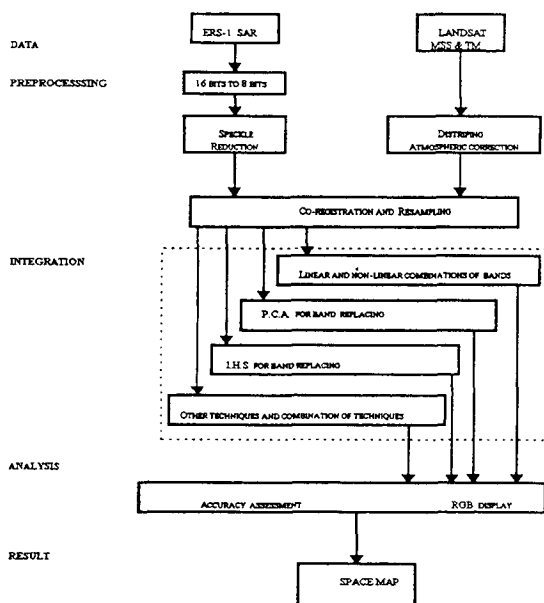 DATA
ERS-1 SAR
LANDSAT
MSS & TM
PREPROCESSSING
16 BITS TO 8 BITS
SPECKLE
REDUCTION
DISTRIPING
ATMOSPHERIC CORRECTION
CO-REGISTRATION AND RESAMPLING
INTEGRATION
LINEAR AND NON-LINEAR COMBINATIONS OF BANDS
P.C.A. FOR BAND REPLACING
I.H.S. FOR BAND REPLACING
OTHER TECHNIQUES AND COMBINATION OF TECHNIQUES
ANALYSIS
ACCURACY ASSESSMENT RGB DISPLAY
RESULT
SPACE MAP